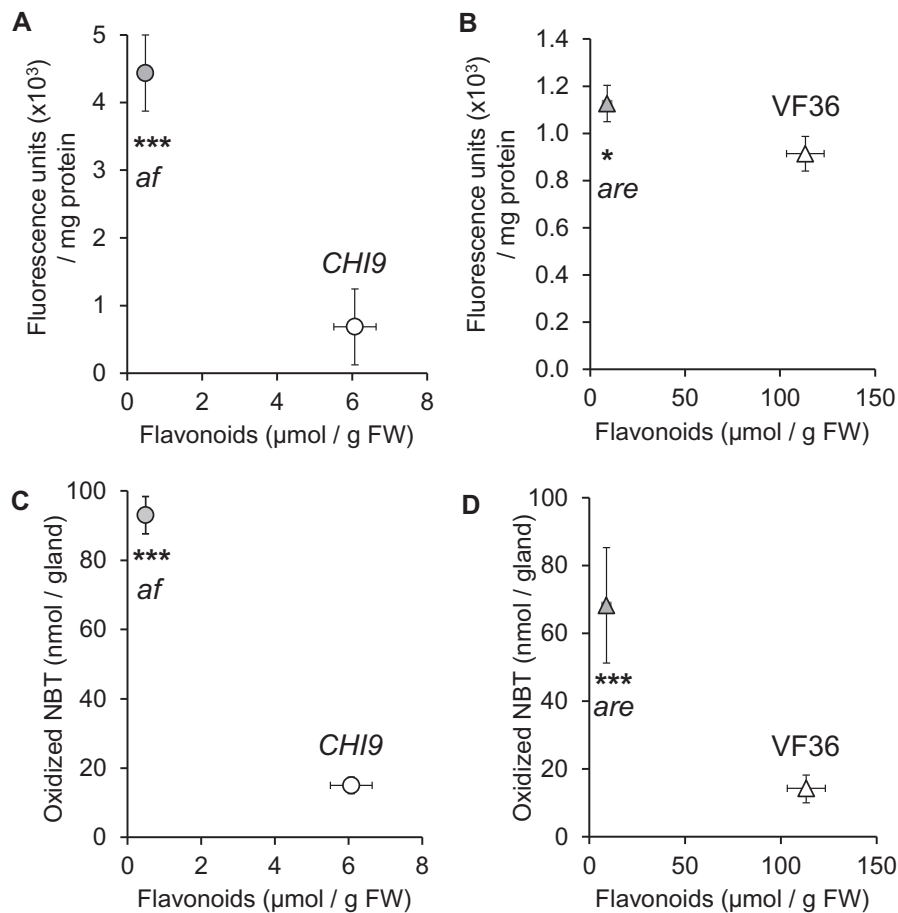 A
Fluorescence units (x10³)
/ mg protein
5
4
3
2
1
0
***
af
CHI9
0 2 4 6 8
Flavonoids (µmol / g FW)
B
Fluorescence units (x10³)
/ mg protein
1.4
1.2
1.0
0.8
0.6
0.4
0.2
0.0
*
are
VF36
0 50 100 150
Flavonoids (µmol / g FW)
C
Oxidized NBT (nmol / gland)
100
80
60
40
20
0
***
af
CHI9
0 2 4 6 8
Flavonoids (µmol / g FW)
D
Oxidized NBT (nmol / gland)
100
80
60
40
20
0
***
are
VF36
0 50 100 150
Flavonoids (µmol / g FW)